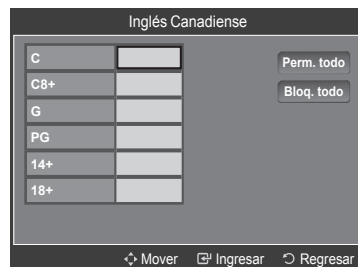 Inglés Canadiense
C
C8+
G
PG
14+
18+
Perm. todo
Bloq. todo
Mover Ingresar Regresar